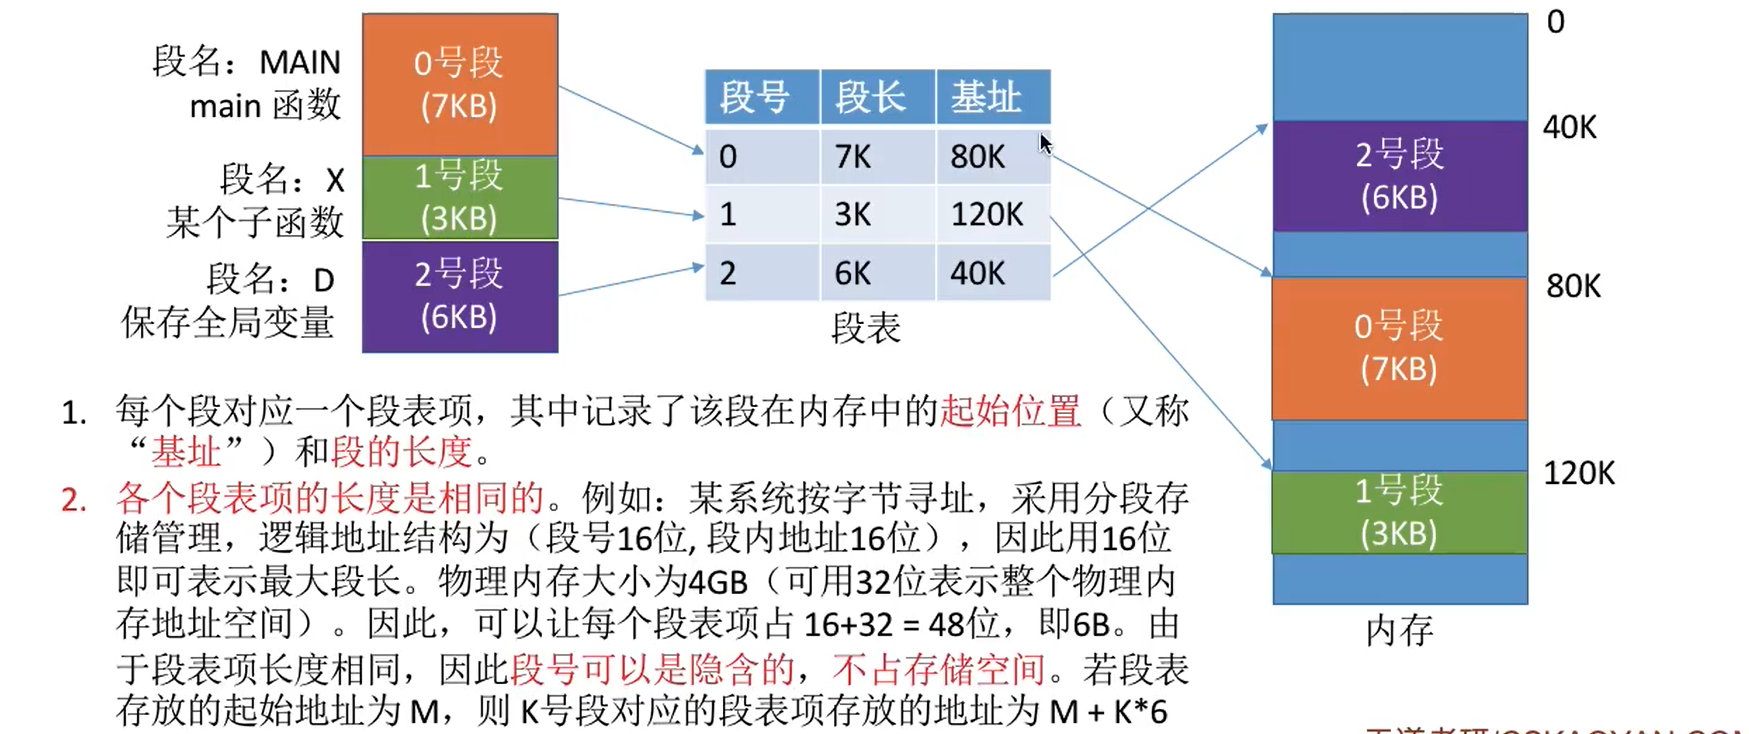 段名：MAIN
main 函数
0号段
(7KB)
段名：X
某个子函数
1号段
(3KB)
段名：D
保存全局变量
2号段
(6KB)
段号 段长 基址
0 7K 80K
1 3K 120K
2 6K 40K
段表
0
40K
2号段
(6KB)
80K
0号段
(7KB)
120K
1号段
(3KB)
内存
1. 每个段对应一个段表项，其中记录了该段在内存中的起始位置（又称
“基址”）和段的长度。
2. 各个段表项的长度是相同的。例如：某系统按字节寻址，采用分段存
储管理，逻辑地址结构为（段号16位, 段内地址16位），因此用16位
即可表示最大段长。物理内存大小为4GB（可用32位表示整个物理内
存地址空间）。因此，可以让每个段表项占 16+32 = 48位，即6B。由
于段表项长度相同，因此段号可以是隐含的，不占存储空间。若段表
存放的起始地址为 M，则 K号段对应的段表项存放的地址为 M + K*6